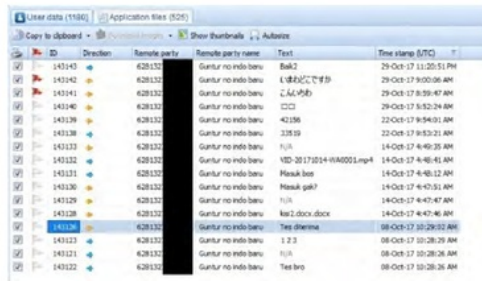 User data (1180) Application files (525)
Copy to clipboard Show thumbnails Autosize
ID Direction Remote party Remote party name Text Time stamp (UTC)
143143 628132 Guntur no indo baru Baik2 29-Oct-17 11:20:51 PM
143142 628132 Guntur no indo baru いまわどこですか 29-Oct-17 9:00:06 AM
143141 628132 Guntur no indo baru 29-Oct-17 8:59:47 AM
143140 628132 Guntur no indo baru □□ 29-Oct-17 5:52:24 AM
143139 628132 Guntur no indo baru 42156 22-Oct-17 9:54:01 AM
143138 628132 Guntur no indo baru 33519 22-Oct-17 9:53:21 AM
143133 628132 Guntur no indo baru N/A 14-Oct-17 4:49:35 AM
143132 628132 Guntur no indo baru VID-20171014-WA0001.mp4 14-Oct-17 4:48:41 AM
143131 628132 Guntur no indo baru Masuk bos 14-Oct-17 4:48:12 AM
143130 628132 Guntur no indo baru Masuk gak? 14-Oct-17 4:47:51 AM
143129 628132 Guntur no indo baru N/A 14-Oct-17 4:47:47 AM
143128 628132 Guntur no indo baru ksr2.docx.docx 14-Oct-17 4:47:46 AM
143126 628132 Guntur no indo baru Tes diterima 08-Oct-17 10:29:02 AM
143123 628132 Guntur no indo baru 1 2 3 08-Oct-17 10:28:29 AM
143121 628132 Guntur no indo baru N/A 08-Oct-17 10:28:26 AM
143122 628132 Guntur no indo baru Tes bro 08-Oct-17 10:28:26 AM